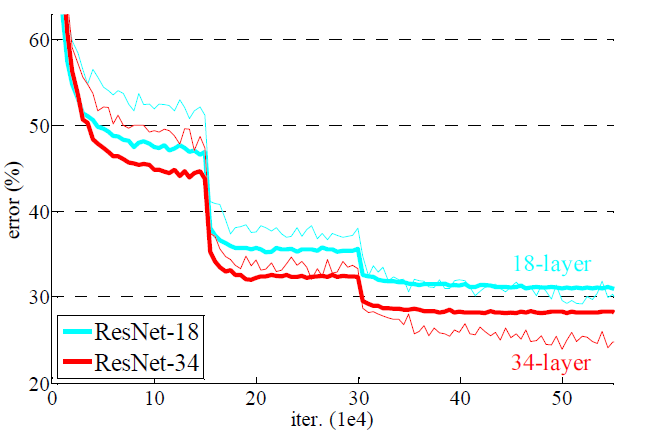 60
50
40
30
20
error (%)
18-layer
34-layer
ResNet-18
ResNet-34
0 10 20 30 40 50
iter. (1e4)